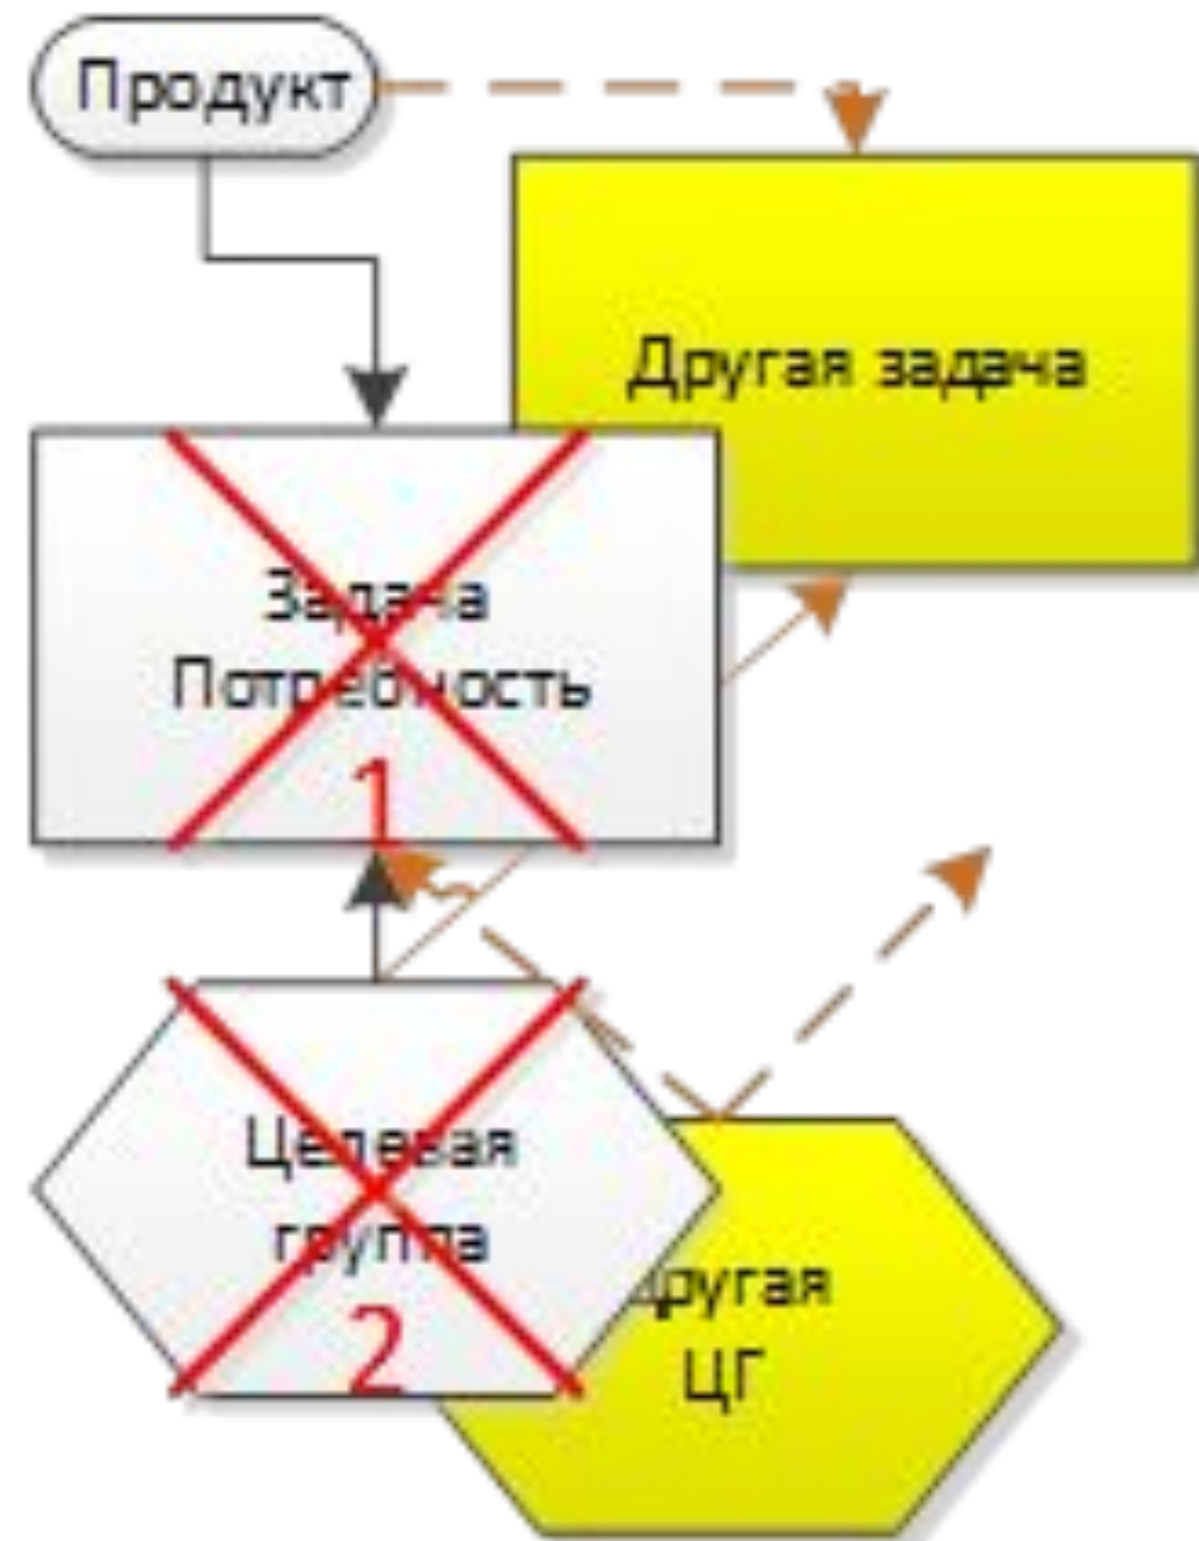 Продукт
Другая задача
Задача
Потребность
1
Целевая
группа
2
Другая
ЦГ